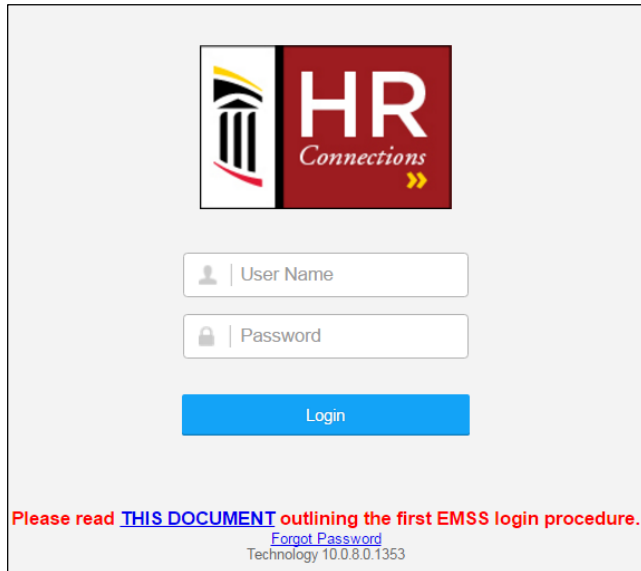 HR
Connections
User Name
Password
Login
Please read THIS DOCUMENT outlining the first EMSS login procedure.
Forgot Password
Technology 10.0.8.0.1353